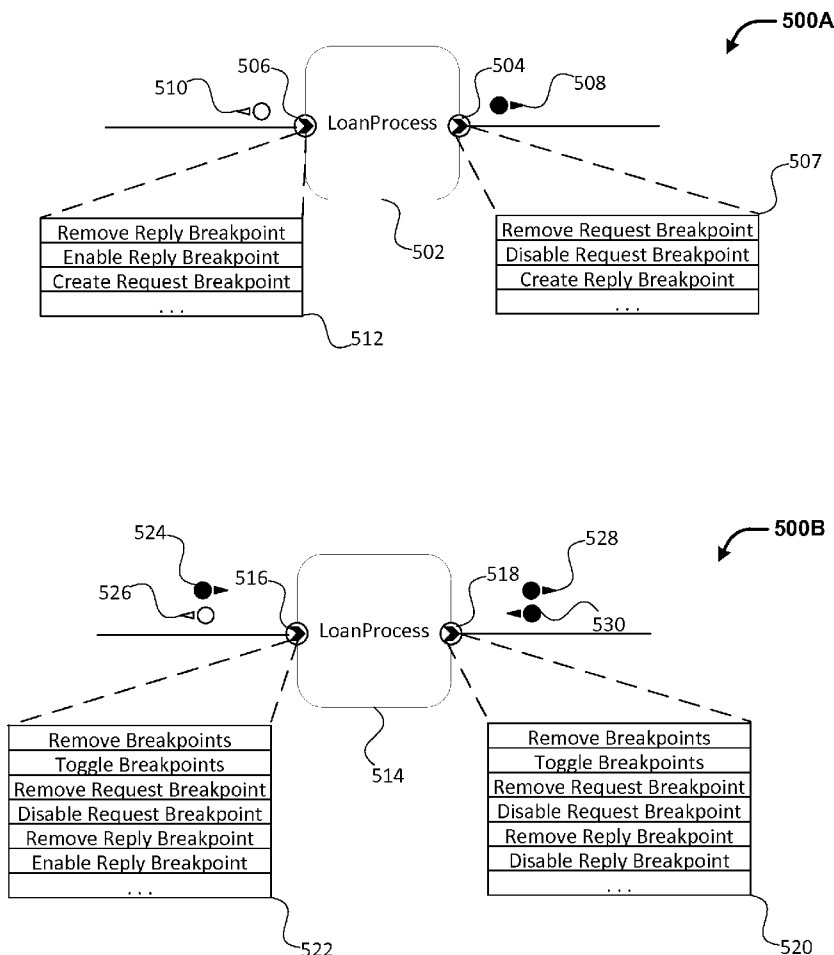 500A
506
504
510
508
LoanProcess
507
Remove Reply Breakpoint
Enable Reply Breakpoint
Create Request Breakpoint
. . .
502
Remove Request Breakpoint
Disable Request Breakpoint
Create Reply Breakpoint
. . .
512
500B
524
528
516
518
526
530
LoanProcess
Remove Breakpoints
Toggle Breakpoints
Remove Request Breakpoint
Disable Request Breakpoint
Remove Reply Breakpoint
Enable Reply Breakpoint
. . .
514
Remove Breakpoints
Toggle Breakpoints
Remove Request Breakpoint
Disable Request Breakpoint
Remove Reply Breakpoint
Disable Reply Breakpoint
. . .
522
520